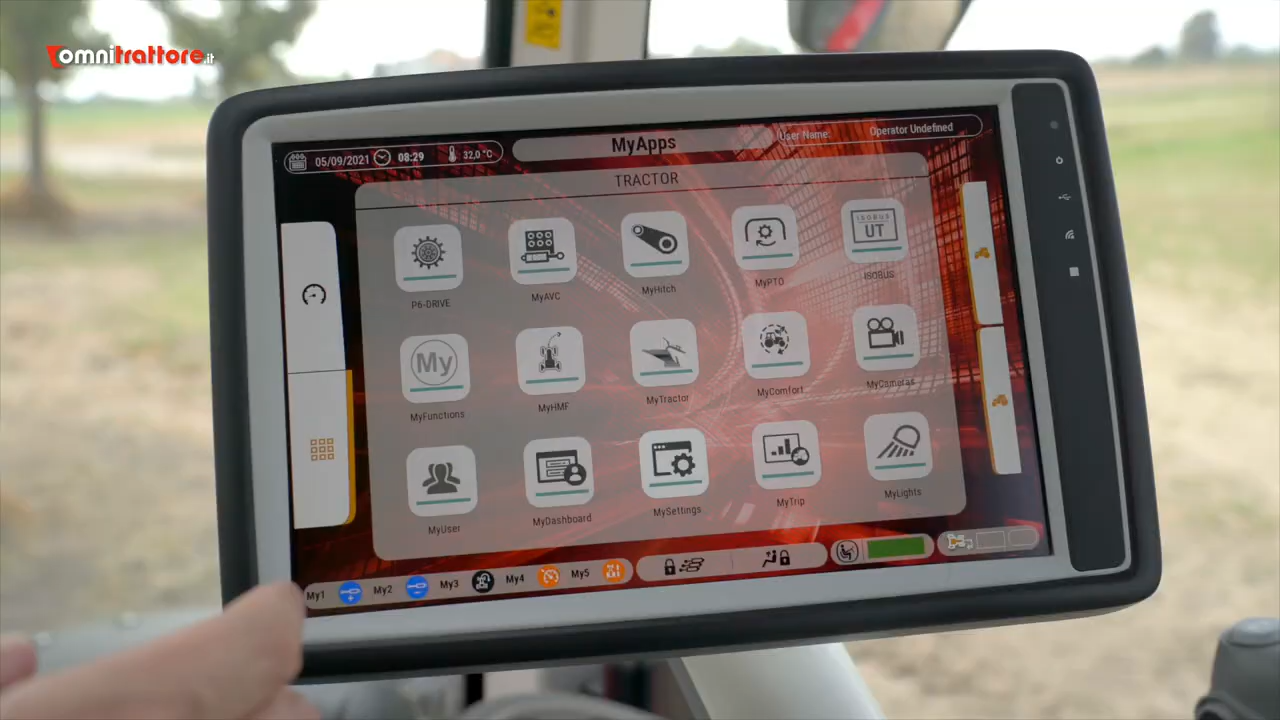 omnitrattore.it
05/09/2021 08:29 32,0 °C
MyApps
User Name: Operator Undefined
TRACTOR
P6-DRIVE MyAVC MyHitch MyPTO ISOBUS
ISOBUS
UT
My
MyFunctions MyHMF MyTractor MyComfort MyCameras
MyUser MyDashboard MySettings MyTrip MyLights
My1 My2 My3 My4 My5